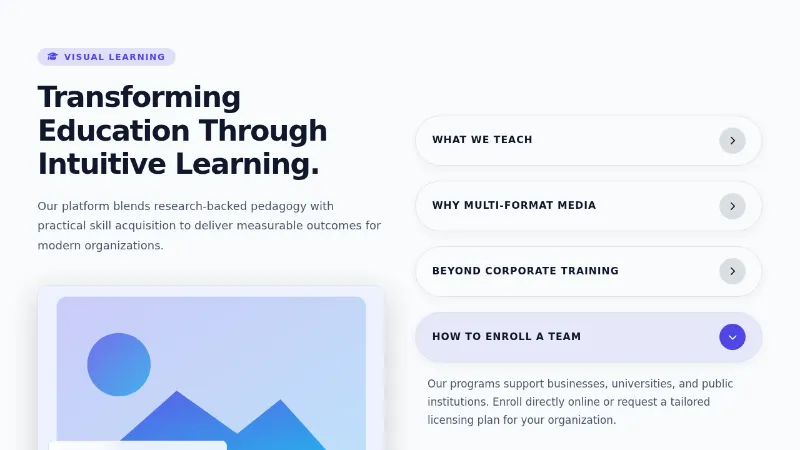 VISUAL LEARNING
Transforming
Education Through
Intuitive Learning.
Our platform blends research-backed pedagogy with
practical skill acquisition to deliver measurable outcomes for
modern organizations.
WHAT WE TEACH
WHY MULTI-FORMAT MEDIA
BEYOND CORPORATE TRAINING
HOW TO ENROLL A TEAM
Our programs support businesses, universities, and public
institutions. Enroll directly online or request a tailored
licensing plan for your organization.